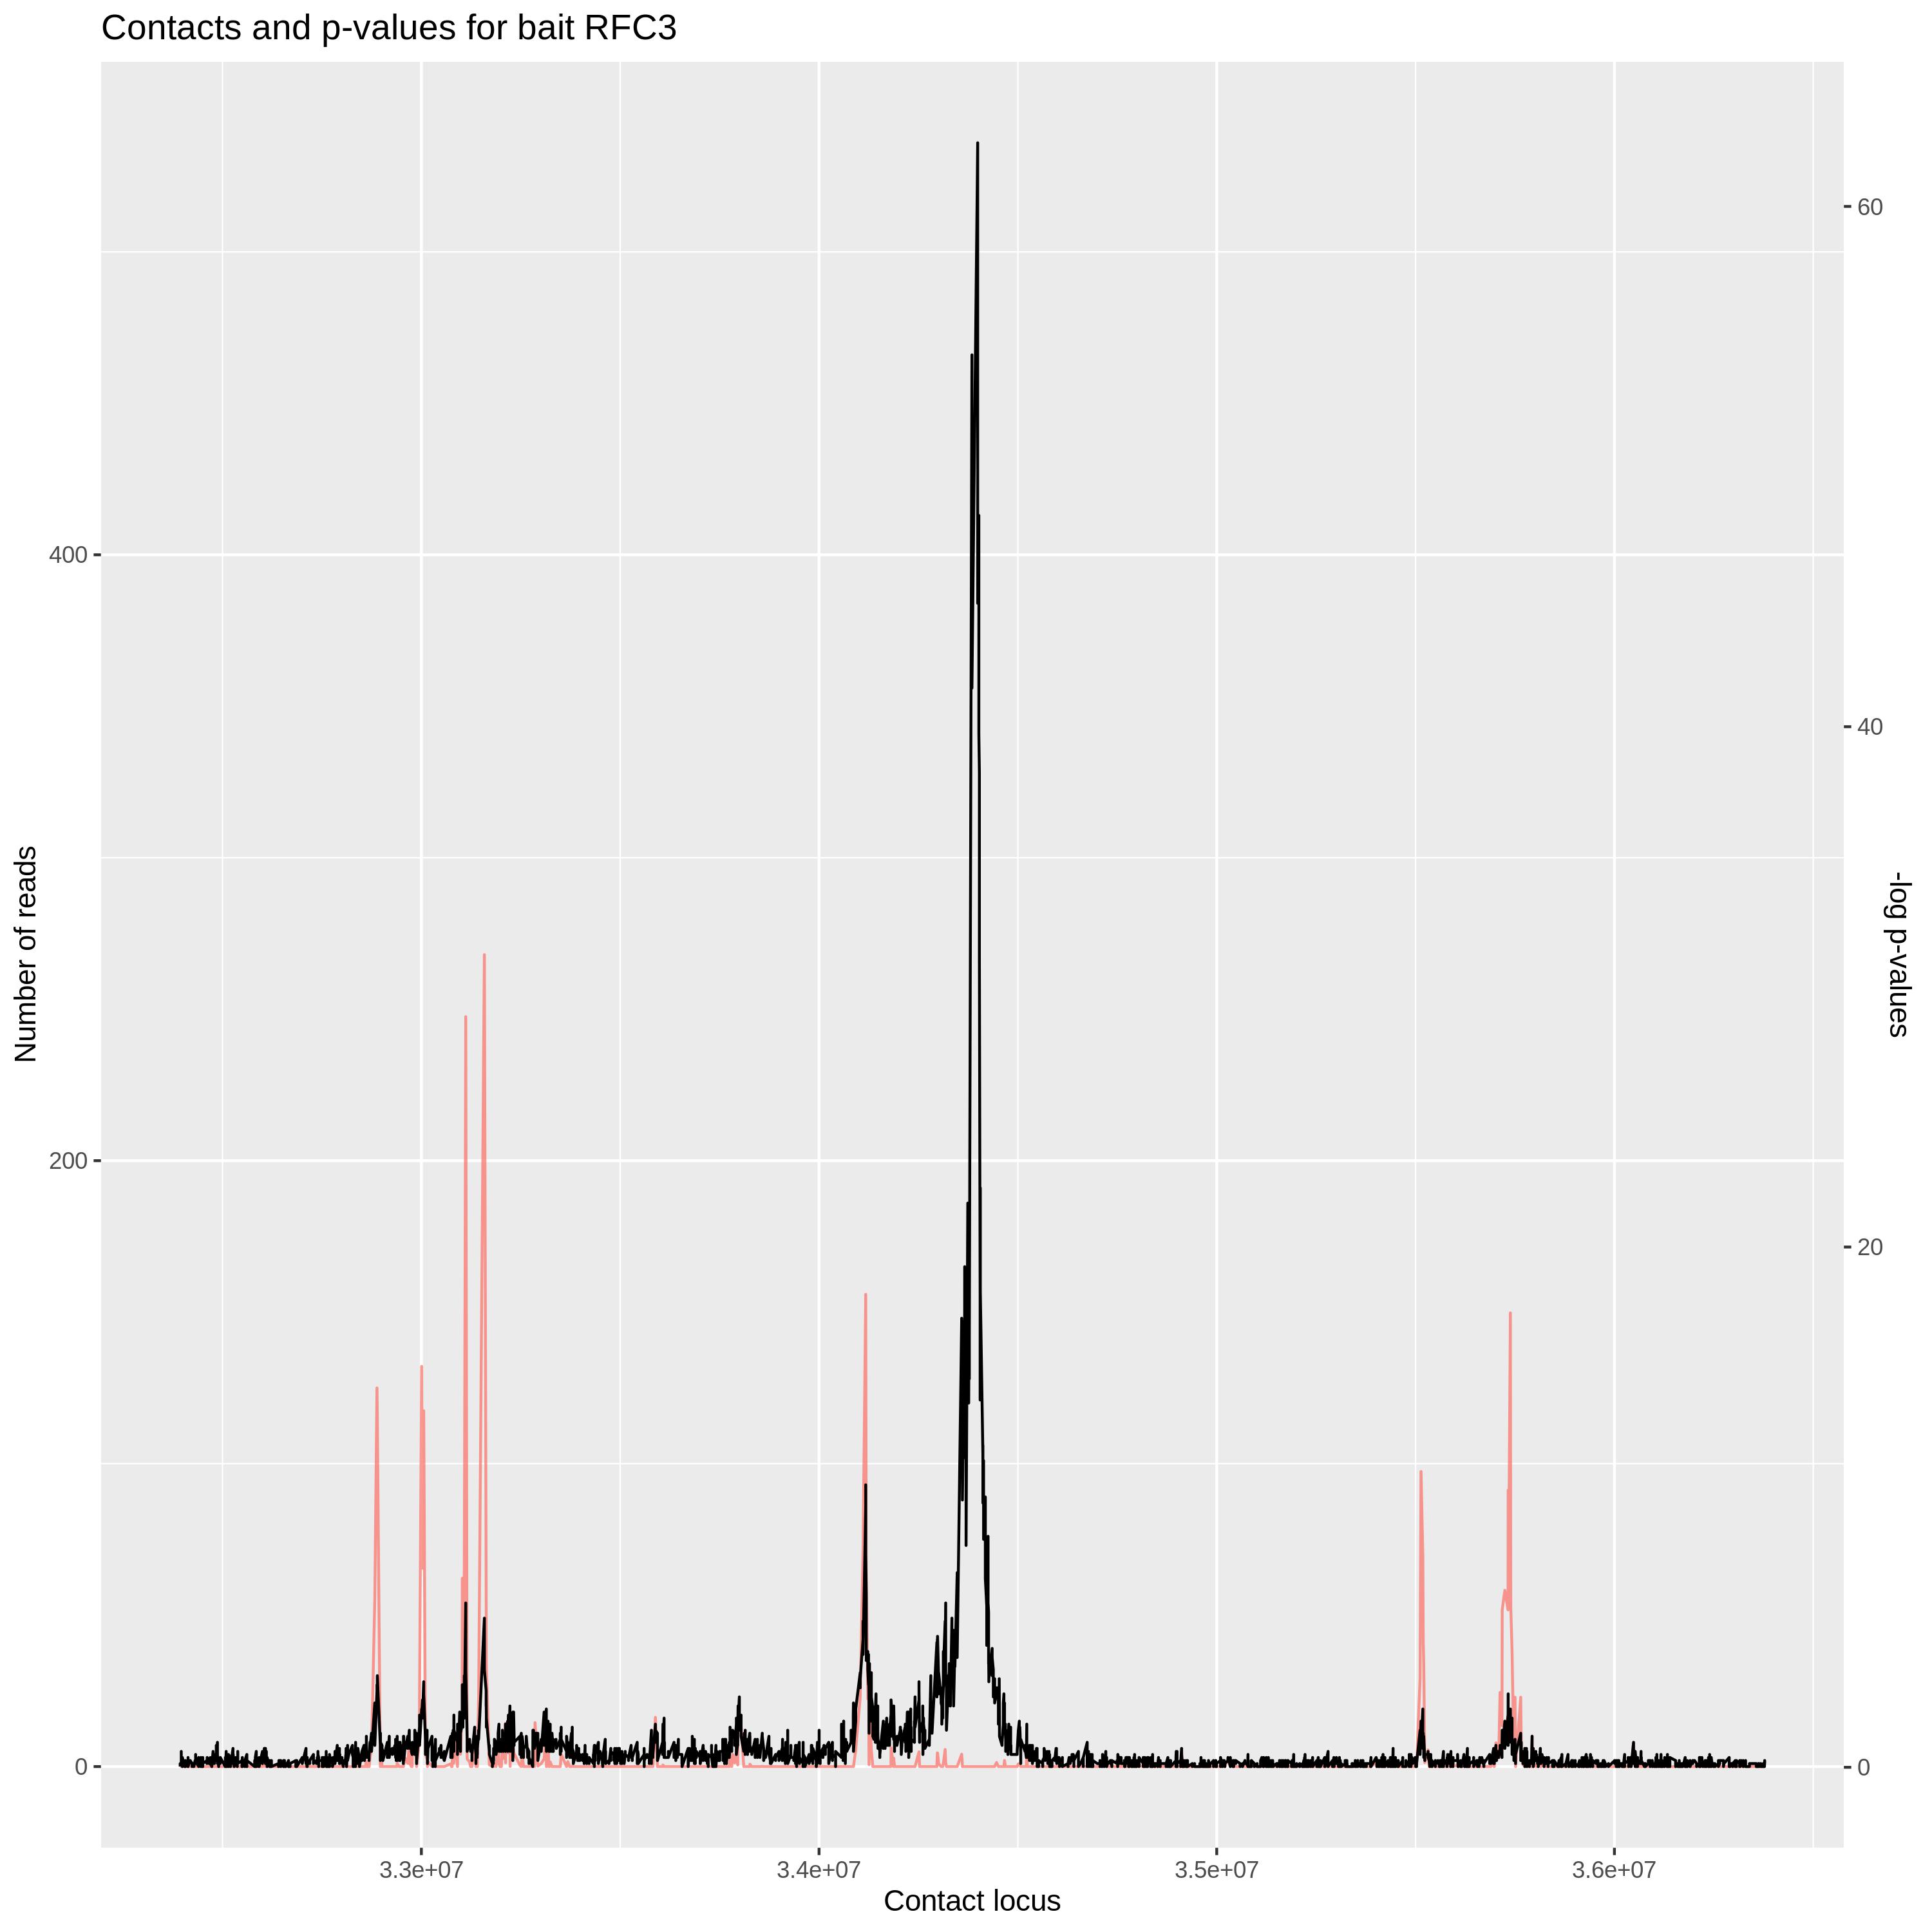 Contacts and p-values for bait RFC3
Number of reads
400
200
0
60
40
20
0
-log p-values
3.3e+07
3.4e+07
3.5e+07
3.6e+07
Contact locus